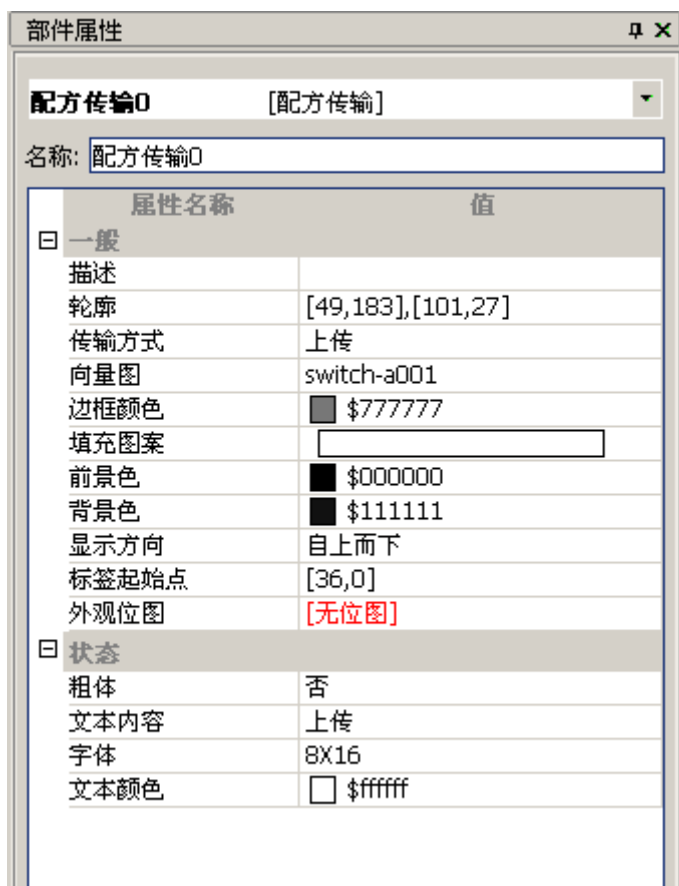 部件属性
配方传输0 [配方传输]
名称: 配方传输0
属性名称 值
一般
描述
轮廓 [49,183],[101,27]
传输方式 上传
向量图 switch-a001
边框颜色 $777777
填充图案
前景色 $000000
背景色 $111111
显示方向 自上而下
标签起始点 [36,0]
外观位图 [无位图]
状态
粗体 否
文本内容 上传
字体 8X16
文本颜色 $ffffff